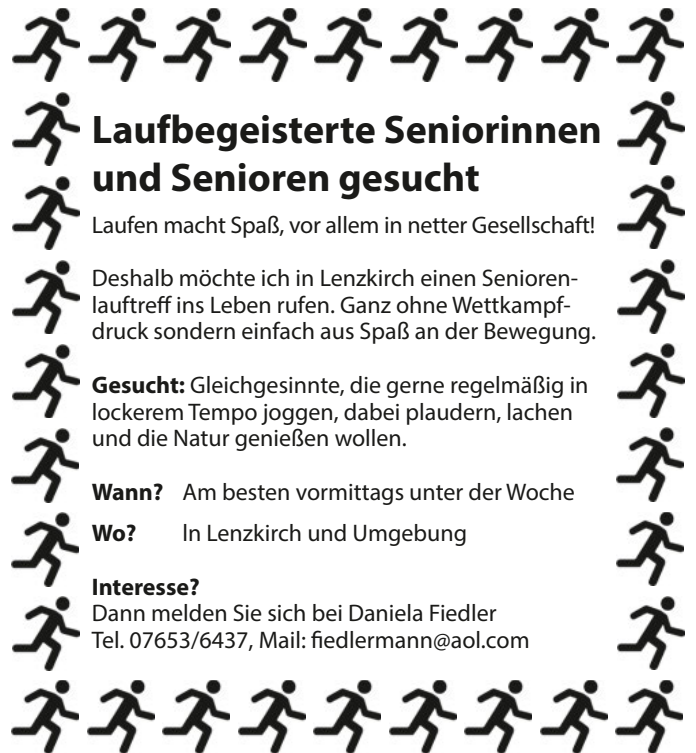 Laufbegeisterte Seniorinnen
und Senioren gesucht
Laufen macht Spaß, vor allem in netter Gesellschaft!
Deshalb möchte ich in Lenzkirch einen Senioren-
lauftreff ins Leben rufen. Ganz ohne Wettkampf-
druck sondern einfach aus Spaß an der Bewegung.
Gesucht: Gleichgesinnte, die gerne regelmäßig in
lockerem Tempo joggen, dabei plaudern, lachen
und die Natur genießen wollen.
Wann? Am besten vormittags unter der Woche
Wo? In Lenzkirch und Umgebung
Interesse?
Dann melden Sie sich bei Daniela Fiedler
Tel. 07653/6437, Mail: fiedlermann@aol.com